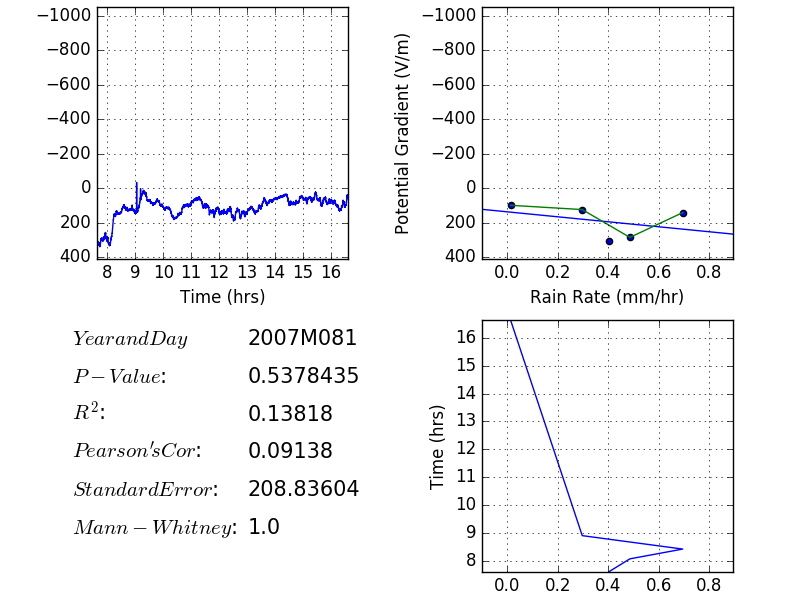 −1000
−800
−600
−400
−200
0
200
400
8 9 10 11 12 13 14 15 16
Time (hrs)
Potential Gradient (V/m)
−1000
−800
−600
−400
−200
0
200
400
0.0 0.2 0.4 0.6 0.8
Rain Rate (mm/hr)
YearandDay 2007M081
P−Value: 0.5378435
R²: 0.13818
Pearson'sCor: 0.09138
StandardError: 208.83604
Mann−Whitney: 1.0
Time (hrs)
16
15
14
13
12
11
10
9
8
0.0 0.2 0.4 0.6 0.8